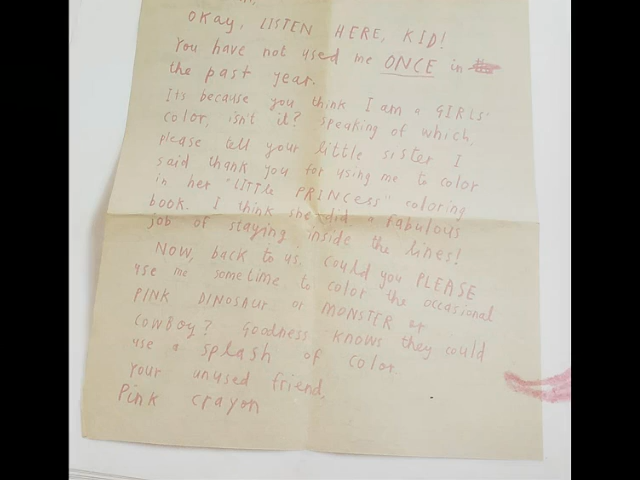 OKay, LISTEN HERE, KID!
You have not used me ONCE in
the past year.
Its because you think I am a GIRLS'
color, isn't it? speaking of which,
please tell your little sister I
said thank you for using me to color
in her "LITTLE PRINCESS" coloring
book. I think she did a fabulous
job of staying inside the lines!
NOW, back to us. could you PLEASE
use me sometime to color the occasional
PINK DINOSAUR or MONSTER or
COWBOY? Goodness knows they could
use a splash of color.
Your unused friend,
Pink crayon